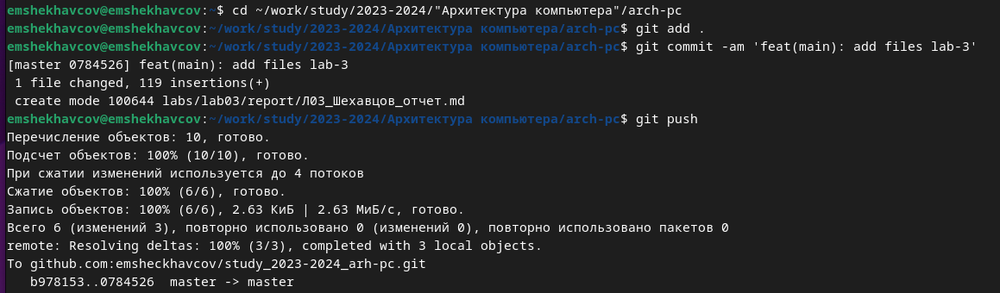 emshekhavcov@emshekhavcov:~$ cd ~/work/study/2023-2024/"Архитектура компьютера"/arch-pc
emshekhavcov@emshekhavcov:~/work/study/2023-2024/Архитектура компьютера/arch-pc$ git add .
emshekhavcov@emshekhavcov:~/work/study/2023-2024/Архитектура компьютера/arch-pc$ git commit -am 'feat(main): add files lab-3'
[master 0784526] feat(main): add files lab-3
 1 file changed, 119 insertions(+)
 create mode 100644 labs/lab03/report/Л03_Шехавцов_отчет.md
emshekhavcov@emshekhavcov:~/work/study/2023-2024/Архитектура компьютера/arch-pc$ git push
Перечисление объектов: 10, готово.
Подсчет объектов: 100% (10/10), готово.
При сжатии изменений используется до 4 потоков
Сжатие объектов: 100% (6/6), готово.
Запись объектов: 100% (6/6), 2.63 КиБ | 2.63 МиБ/с, готово.
Всего 6 (изменений 3), повторно использовано 0 (изменений 0), повторно использовано пакетов 0
remote: Resolving deltas: 100% (3/3), completed with 3 local objects.
To github.com:emsheckhavcov/study_2023-2024_arh-pc.git
   b978153..0784526  master -> master